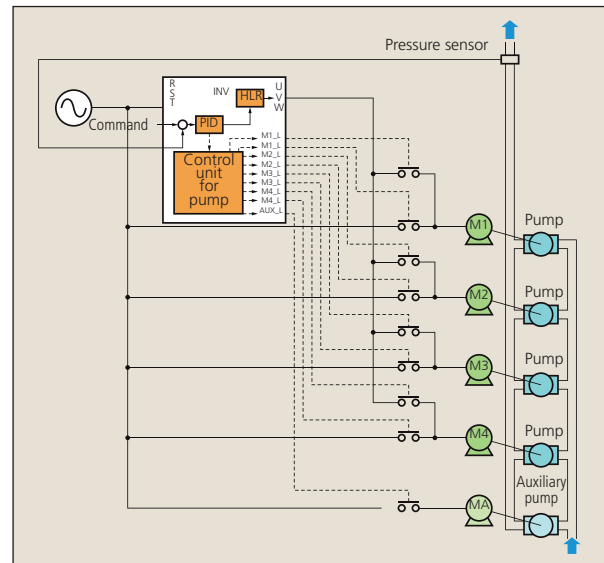 Pressure sensor
R
S
T
INV
U
V
W
HLR
Command
PID
Control
unit
for
pump
M1_L
M1_L
M2_L
M2_L
M3_L
M3_L
M4_L
M4_L
AUX_L
M1
Pump
M2
Pump
M3
Pump
M4
Pump
Auxiliary
pump
MA